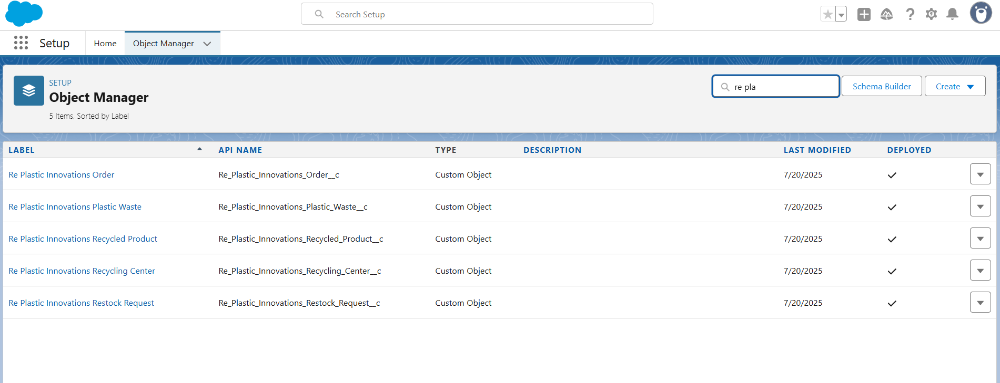 Search Setup
Setup Home Object Manager
SETUP
Object Manager
5 Items, Sorted by Label
re pla Schema Builder Create
LABEL API NAME TYPE DESCRIPTION LAST MODIFIED DEPLOYED
Re Plastic Innovations Order Re_Plastic_Innovations_Order__c Custom Object 7/20/2025
Re Plastic Innovations Plastic Waste Re_Plastic_Innovations_Plastic_Waste__c Custom Object 7/20/2025
Re Plastic Innovations Recycled Product Re_Plastic_Innovations_Recycled_Product__c Custom Object 7/20/2025
Re Plastic Innovations Recycling Center Re_Plastic_Innovations_Recycling_Center__c Custom Object 7/20/2025
Re Plastic Innovations Restock Request Re_Plastic_Innovations_Restock_Request__c Custom Object 7/20/2025